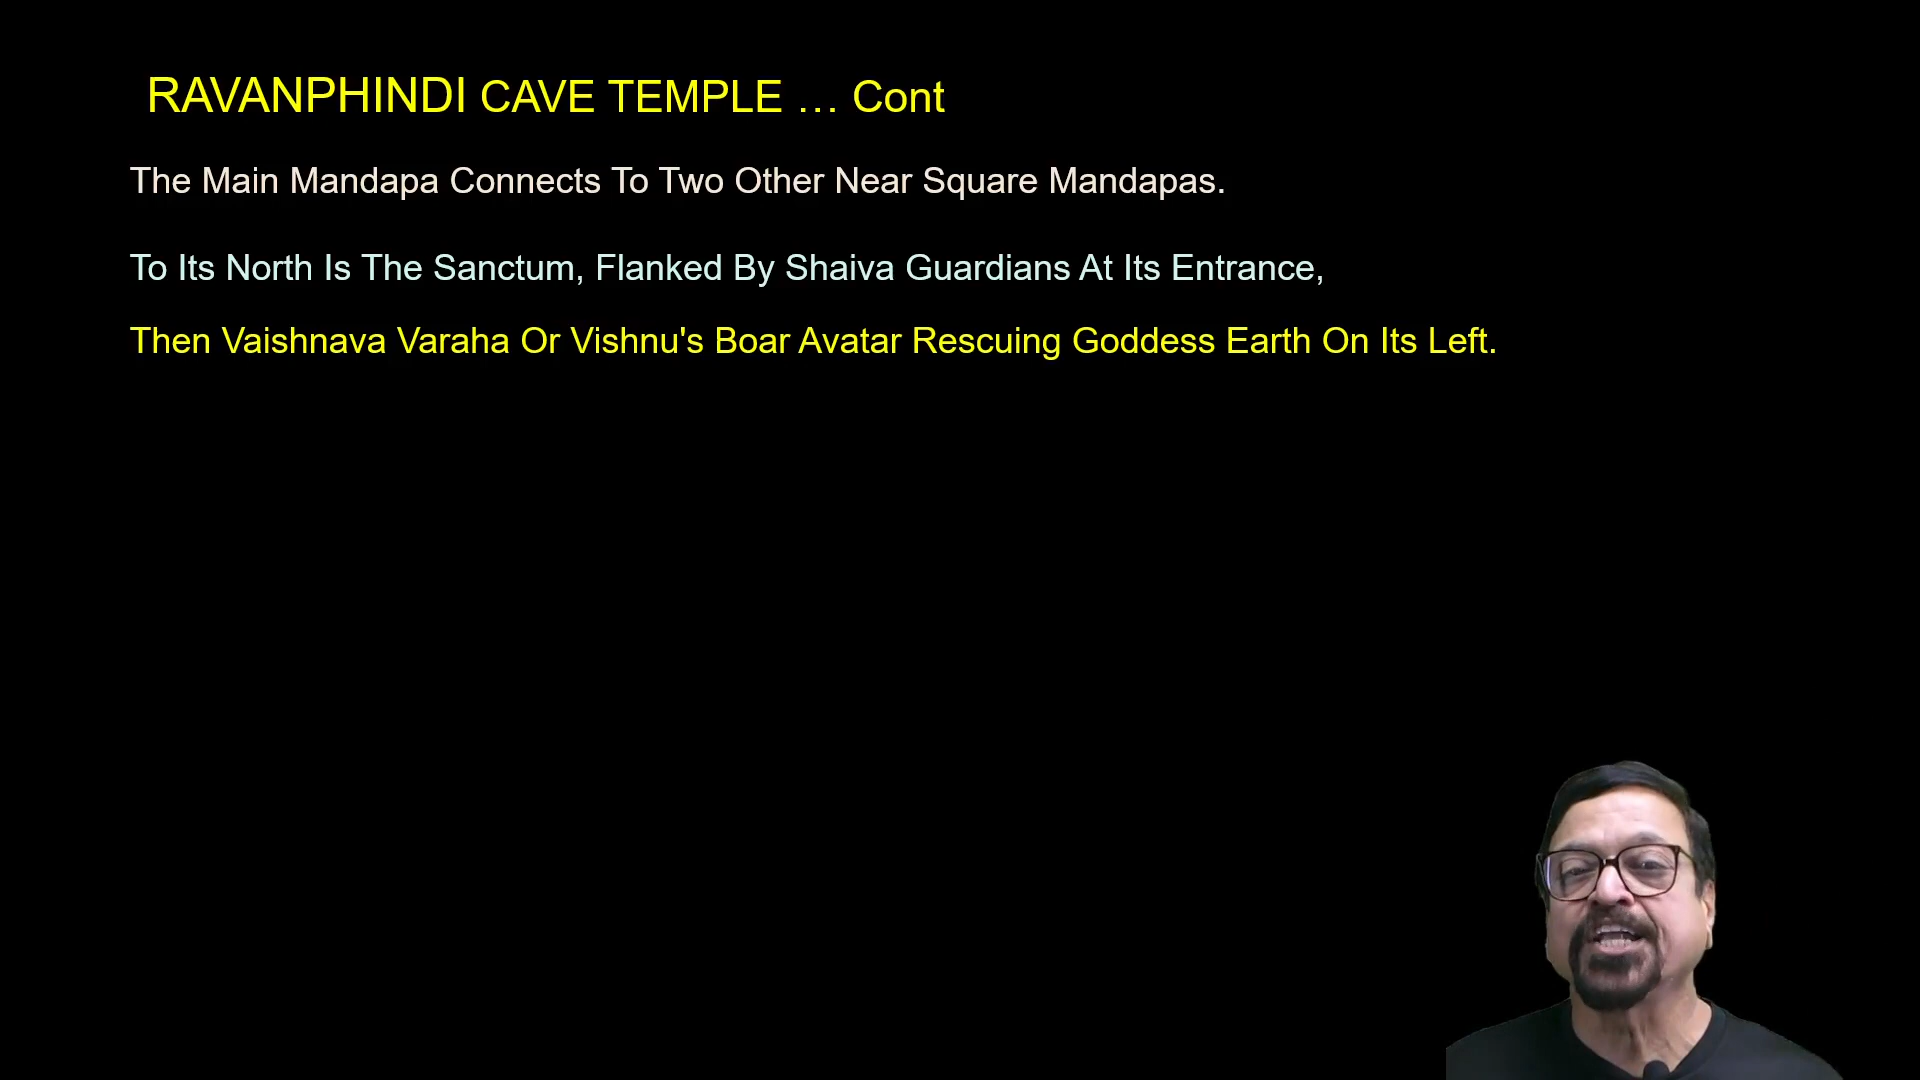 RAVANPHINDI CAVE TEMPLE … Cont
The Main Mandapa Connects To Two Other Near Square Mandapas.
To Its North Is The Sanctum, Flanked By Shaiva Guardians At Its Entrance,
Then Vaishnava Varaha Or Vishnu's Boar Avatar Rescuing Goddess Earth On Its Left.